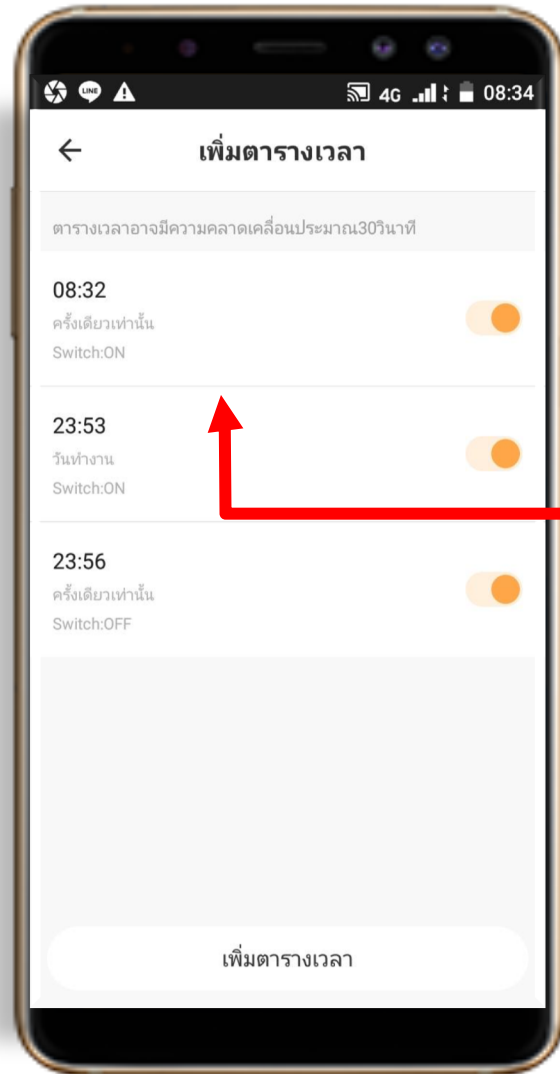 LINE 4G 08:34
เพิ่มตารางเวลา
ตารางเวลาอาจมีความคลาดเคลื่อนประมาณ30วินาที
08:32
ครั้งเดียวเท่านั้น
Switch:ON
23:53
วันทำงาน
Switch:ON
23:56
ครั้งเดียวเท่านั้น
Switch:OFF
เพิ่มตารางเวลา